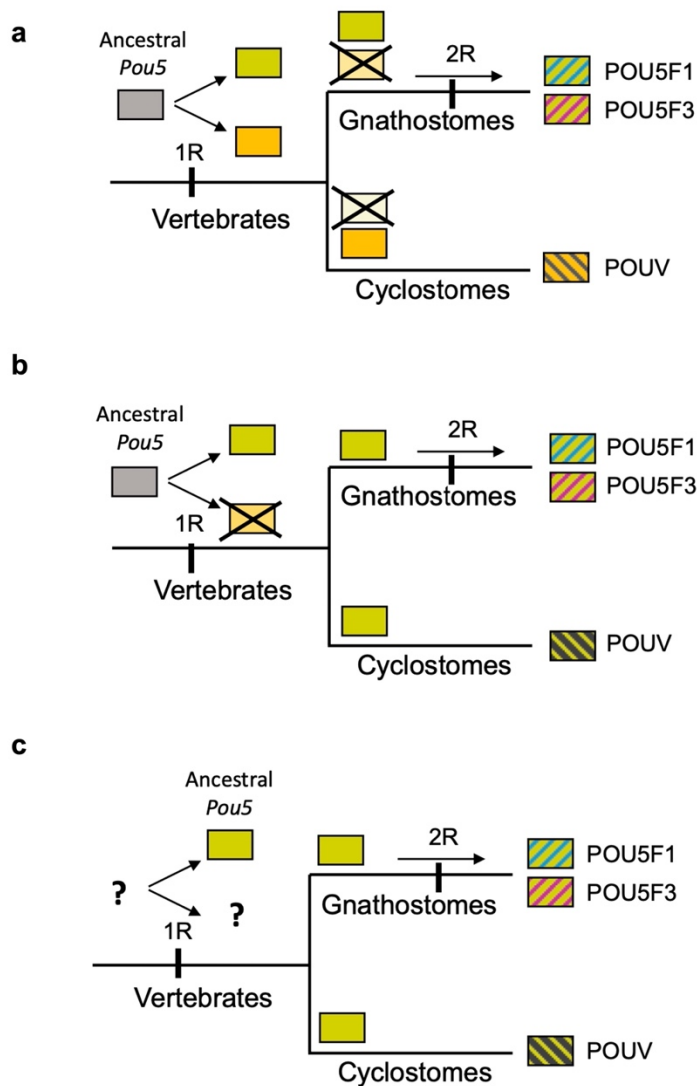 a
Ancestral
Pou5
2R
POU5F1
POU5F3
Gnathostomes
1R
Vertebrates
POUV
Cyclostomes
b
Ancestral
Pou5
2R
POU5F1
POU5F3
Gnathostomes
1R
Vertebrates
POUV
Cyclostomes
c
Ancestral
Pou5
2R
POU5F1
POU5F3
?
Gnathostomes
?
1R
Vertebrates
POUV
Cyclostomes